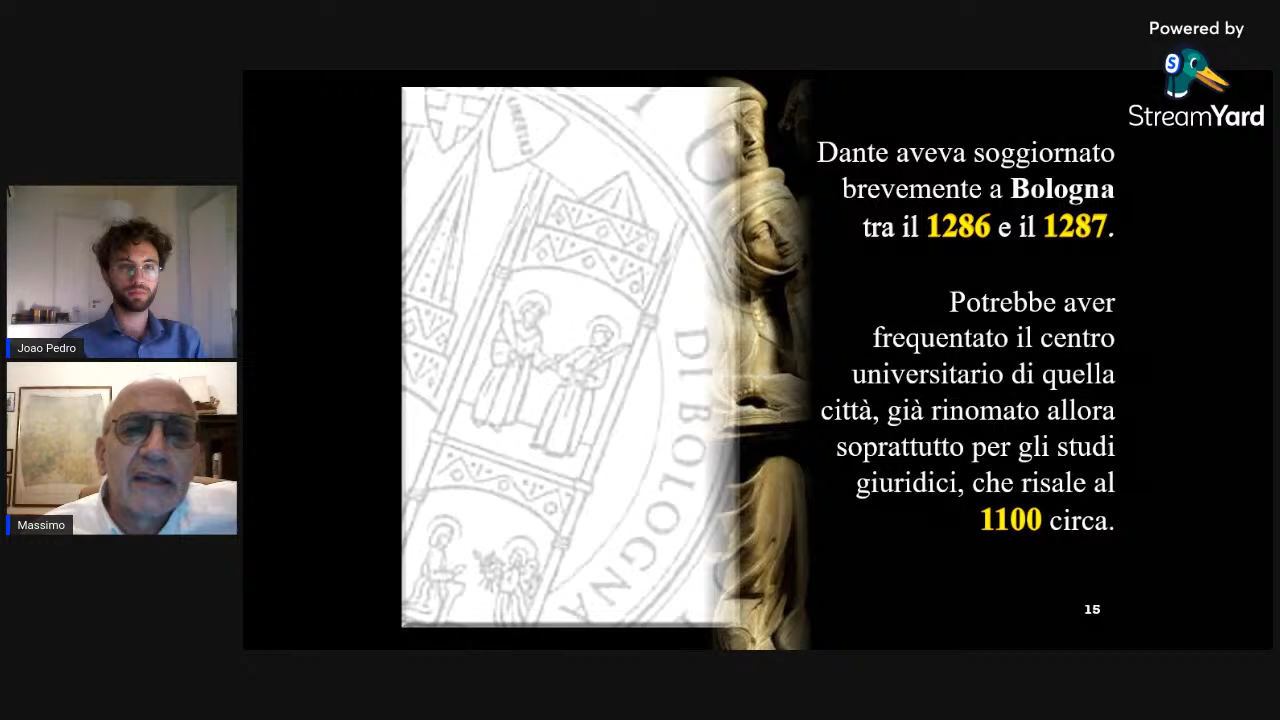 Powered by
StreamYard
Dante aveva soggiornato
brevemente a Bologna
tra il 1286 e il 1287.
Potrebbe aver
frequentato il centro
universitario di quella
città, già rinomato allora
soprattutto per gli studi
giuridici, che risale al
1100 circa.
15
Joao Pedro
Massimo
LIBERTAS
DI BOLOGNA